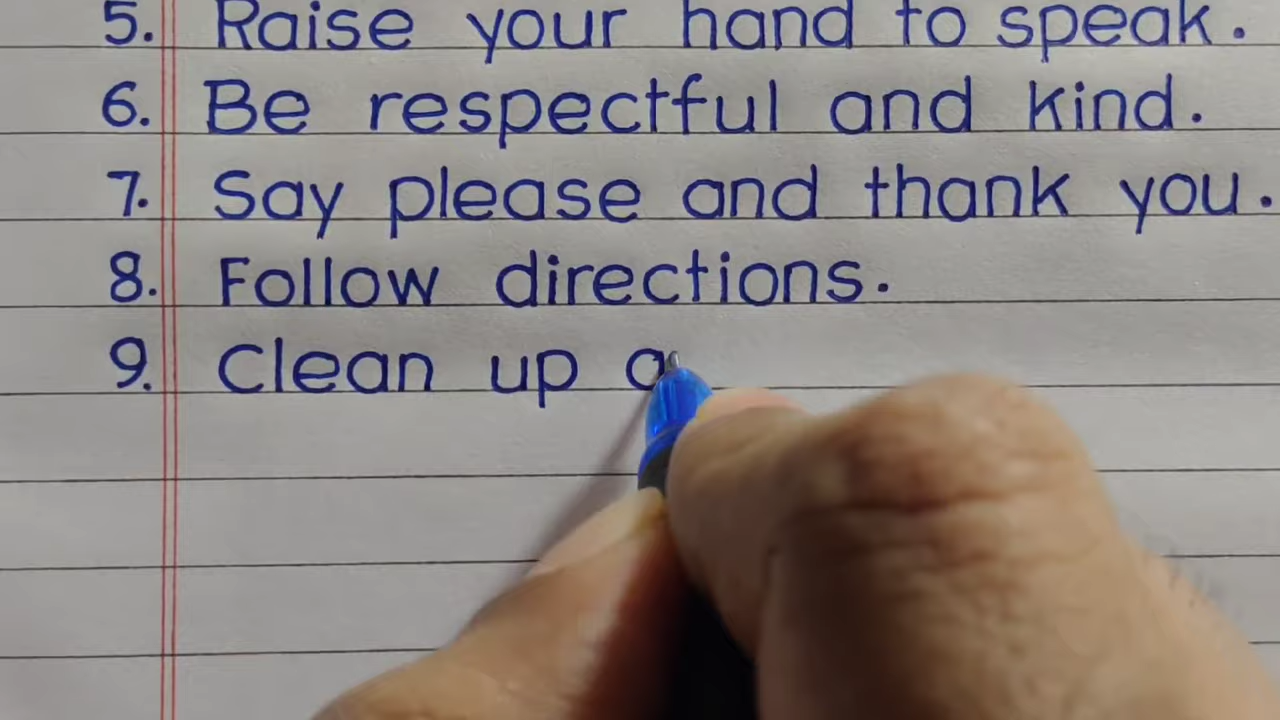 5. Raise your hand to speak.
6. Be respectful and kind.
7. Say please and thank you.
8. Follow directions.
9. Clean up a